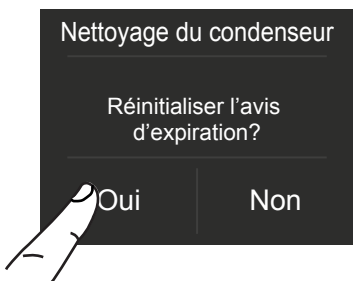 Nettoyage du condenseur
Réinitialiser l’avis
d’expiration?
Oui
Non